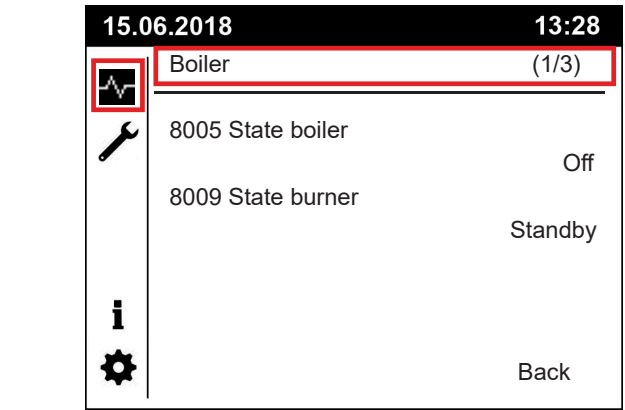 15.06.2018 13:28
Boiler (1/3)
8005 State boiler
Off
8009 State burner
Standby
i
Back